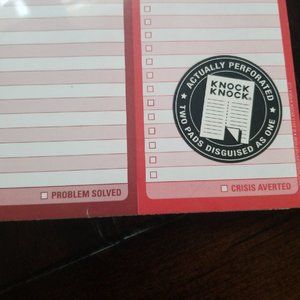 ACTUALLY PERFORATED
KNOCK
KNOCK®
TWO PADS DISGUISED AS ONE
PROBLEM SOLVED
CRISIS AVERTED